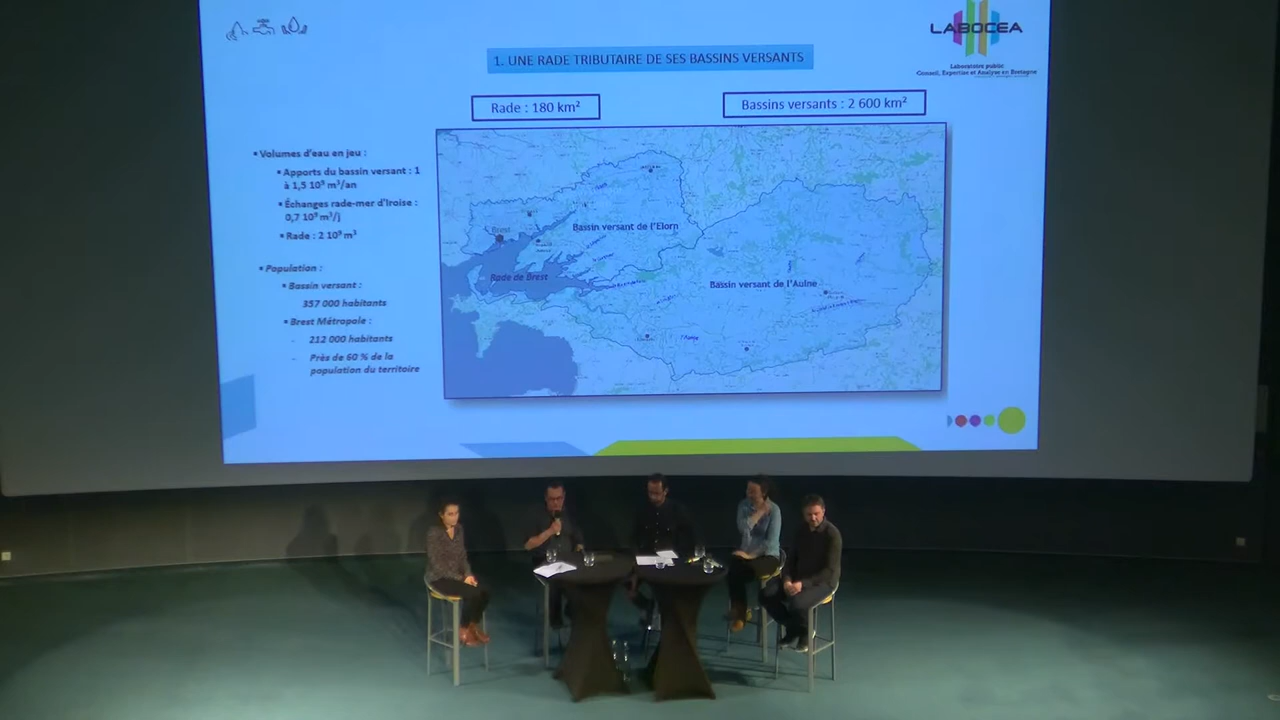 LABOCEA
Laboratoire public
Conseil, Expertise et Analyse en Bretagne
1. UNE RADE TRIBUTAIRE DE SES BASSINS VERSANTS
Rade : 180 km²
Bassins versants : 2 600 km²
▪ Volumes d'eau en jeu :
▪ Apports du bassin versant : 1
à 1,5 10⁹ m³/an
▪ Échanges rade-mer d'Iroise :
0,7 10⁹ m³/j
▪ Rade : 2 10⁹ m³
▪ Population :
▪ Bassin versant :
357 000 habitants
▪ Brest Métropole :
- 212 000 habitants
- Près de 60 % de la
population du territoire
Brest
Bassin versant de l'Elorn
Rade de Brest
Bassin versant de l'Aulne